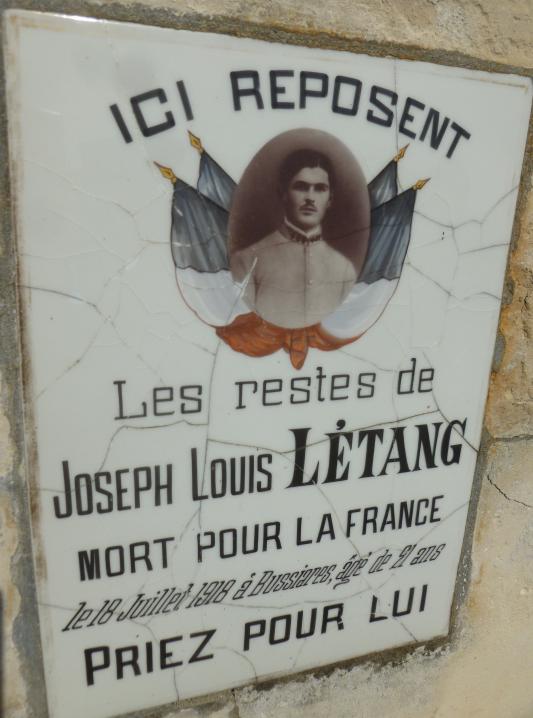 ICI REPOSENT
Les restes de
JOSEPH LOUIS LÉTANG
MORT POUR LA FRANCE
le 18 Juillet 1918 à Bussiares, âgé de 21 ans
PRIEZ POUR LUI